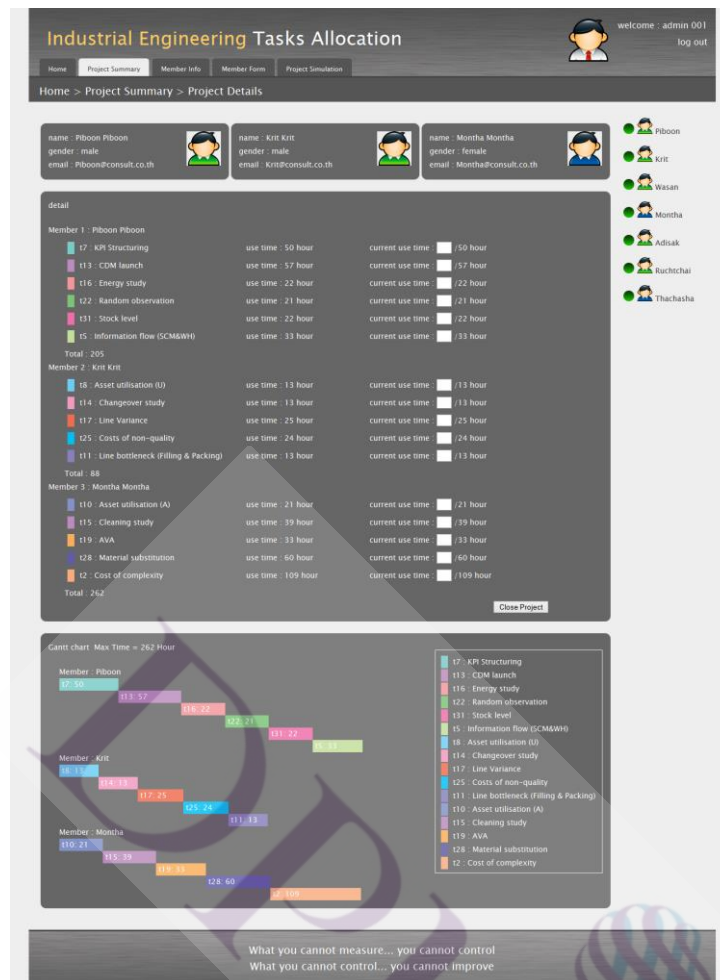 Industrial Engineering Tasks Allocation
welcome : admin 001
log out
Home Project Summary Member Info Member Form Project Simulation
Home > Project Summary > Project Details
name : Piboon Piboon
gender : male
email : Piboon@consult.co.th
name : Krit Krit
gender : male
email : Krit@consult.co.th
name : Montha Montha
gender : female
email : Montha@consult.co.th
Piboon
Krit
Wasan
Montha
Adisak
Ruchtchai
Thachasha
detail
Member 1 : Piboon Piboon
t7 : KPI Structuring use time : 50 hour current use time : /50 hour
t13 : CDM launch use time : 57 hour current use time : /57 hour
t16 : Energy study use time : 22 hour current use time : /22 hour
t22 : Random observation use time : 21 hour current use time : /21 hour
t31 : Stock level use time : 22 hour current use time : /22 hour
t5 : Information flow (SCM&WH) use time : 33 hour current use time : /33 hour
Total : 205
Member 2 : Krit Krit
t8 : Asset utilisation (U) use time : 13 hour current use time : /13 hour
t14 : Changeover study use time : 13 hour current use time : /13 hour
t17 : Line Variance use time : 25 hour current use time : /25 hour
t25 : Costs of non-quality use time : 24 hour current use time : /24 hour
t11 : Line bottleneck (Filling & Packing) use time : 13 hour current use time : /13 hour
Total : 88
Member 3 : Montha Montha
t10 : Asset utilisation (A) use time : 21 hour current use time : /21 hour
t15 : Cleaning study use time : 39 hour current use time : /39 hour
t19 : AVA use time : 33 hour current use time : /33 hour
t28 : Material substitution use time : 60 hour current use time : /60 hour
t2 : Cost of complexity use time : 109 hour current use time : /109 hour
Total : 262
Close Project
Gantt chart Max Time = 262 Hour
Member : Piboon
t7: 50
t13: 57
t16: 22
t22: 21
t31: 22
t5: 33
Member : Krit
t8: 13
t14: 13
t17: 25
t25: 24
t11: 13
Member : Montha
t10: 21
t15: 39
t19: 33
t28: 60
t2: 109
t7 : KPI Structuring
t13 : CDM launch
t16 : Energy study
t22 : Random observation
t31 : Stock level
t5 : Information flow (SCM&WH)
t8 : Asset utilisation (U)
t14 : Changeover study
t17 : Line Variance
t25 : Costs of non-quality
t11 : Line bottleneck (Filling & Packing)
t10 : Asset utilisation (A)
t15 : Cleaning study
t19 : AVA
t28 : Material substitution
t2 : Cost of complexity
What you cannot measure... you cannot control
What you cannot control... you cannot improve